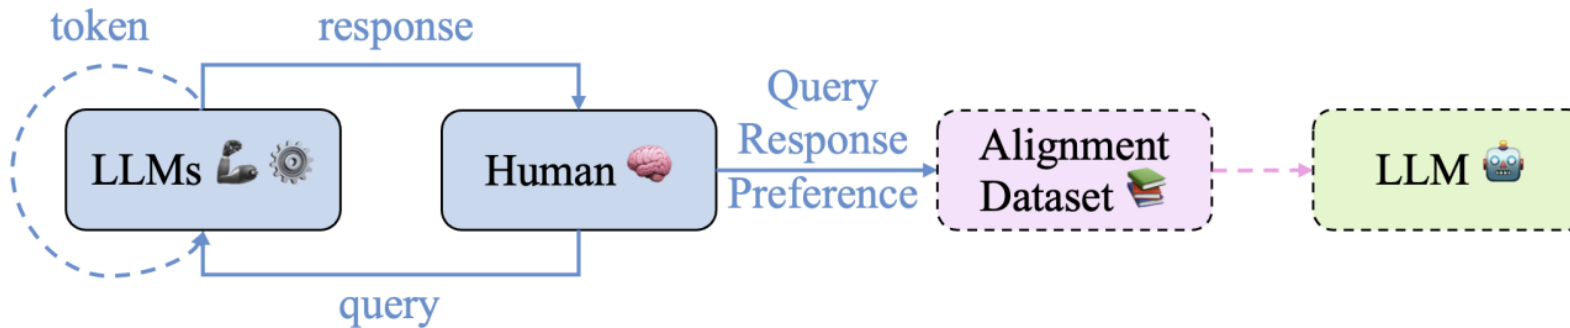 token
response
LLMs
Human
Query
Response
Preference
Alignment
Dataset
LLM
query